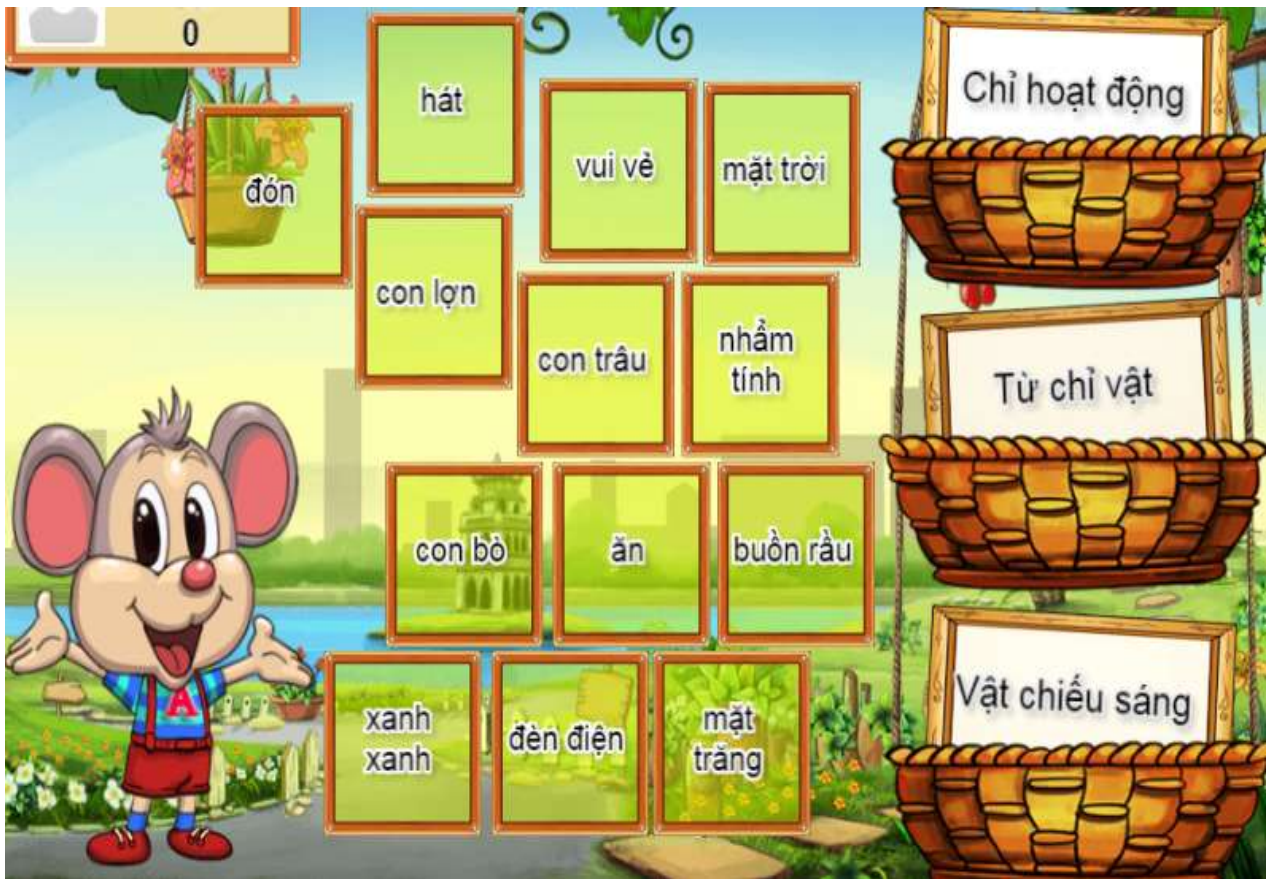 0
hát
đón
vui vẻ
mặt trời
con lợn
con trâu
nhẩm
tính
con bò
ăn
buồn rầu
xanh
xanh
đèn điện
mặt
trăng
A
Chỉ hoạt động
Từ chỉ vật
Vật chiếu sáng